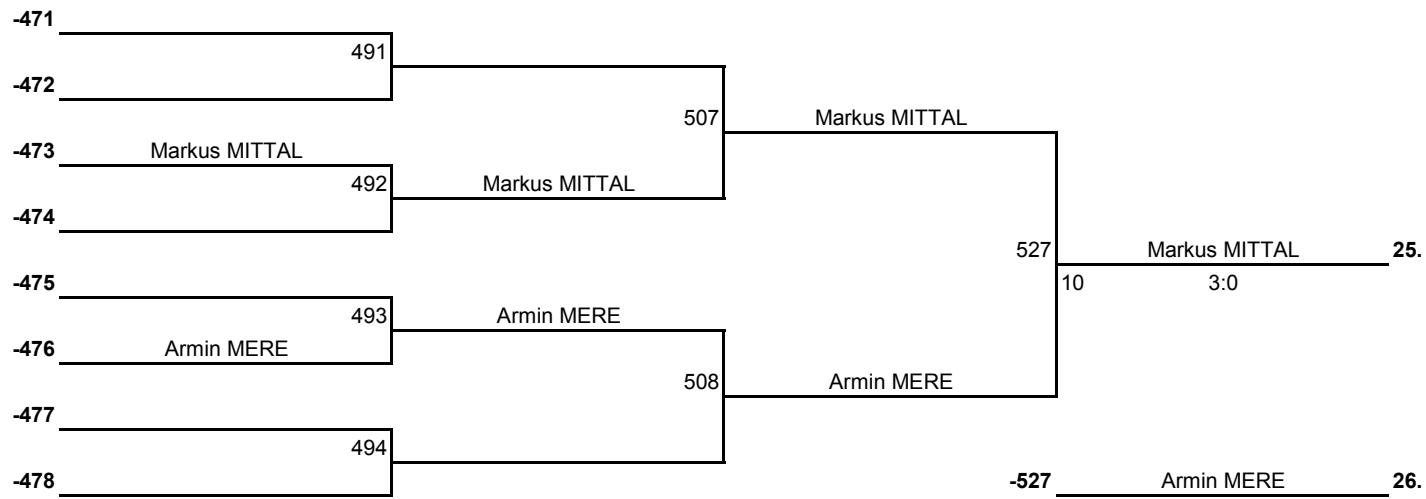 -471
491
-472
507 Markus MITTAL
-473 Markus MITTAL
492 Markus MITTAL
-474
527 Markus MITTAL 25.
-475
10 3:0
493 Armin MERE
-476 Armin MERE
508 Armin MERE
-477
494
-478
-527 Armin MERE 26.